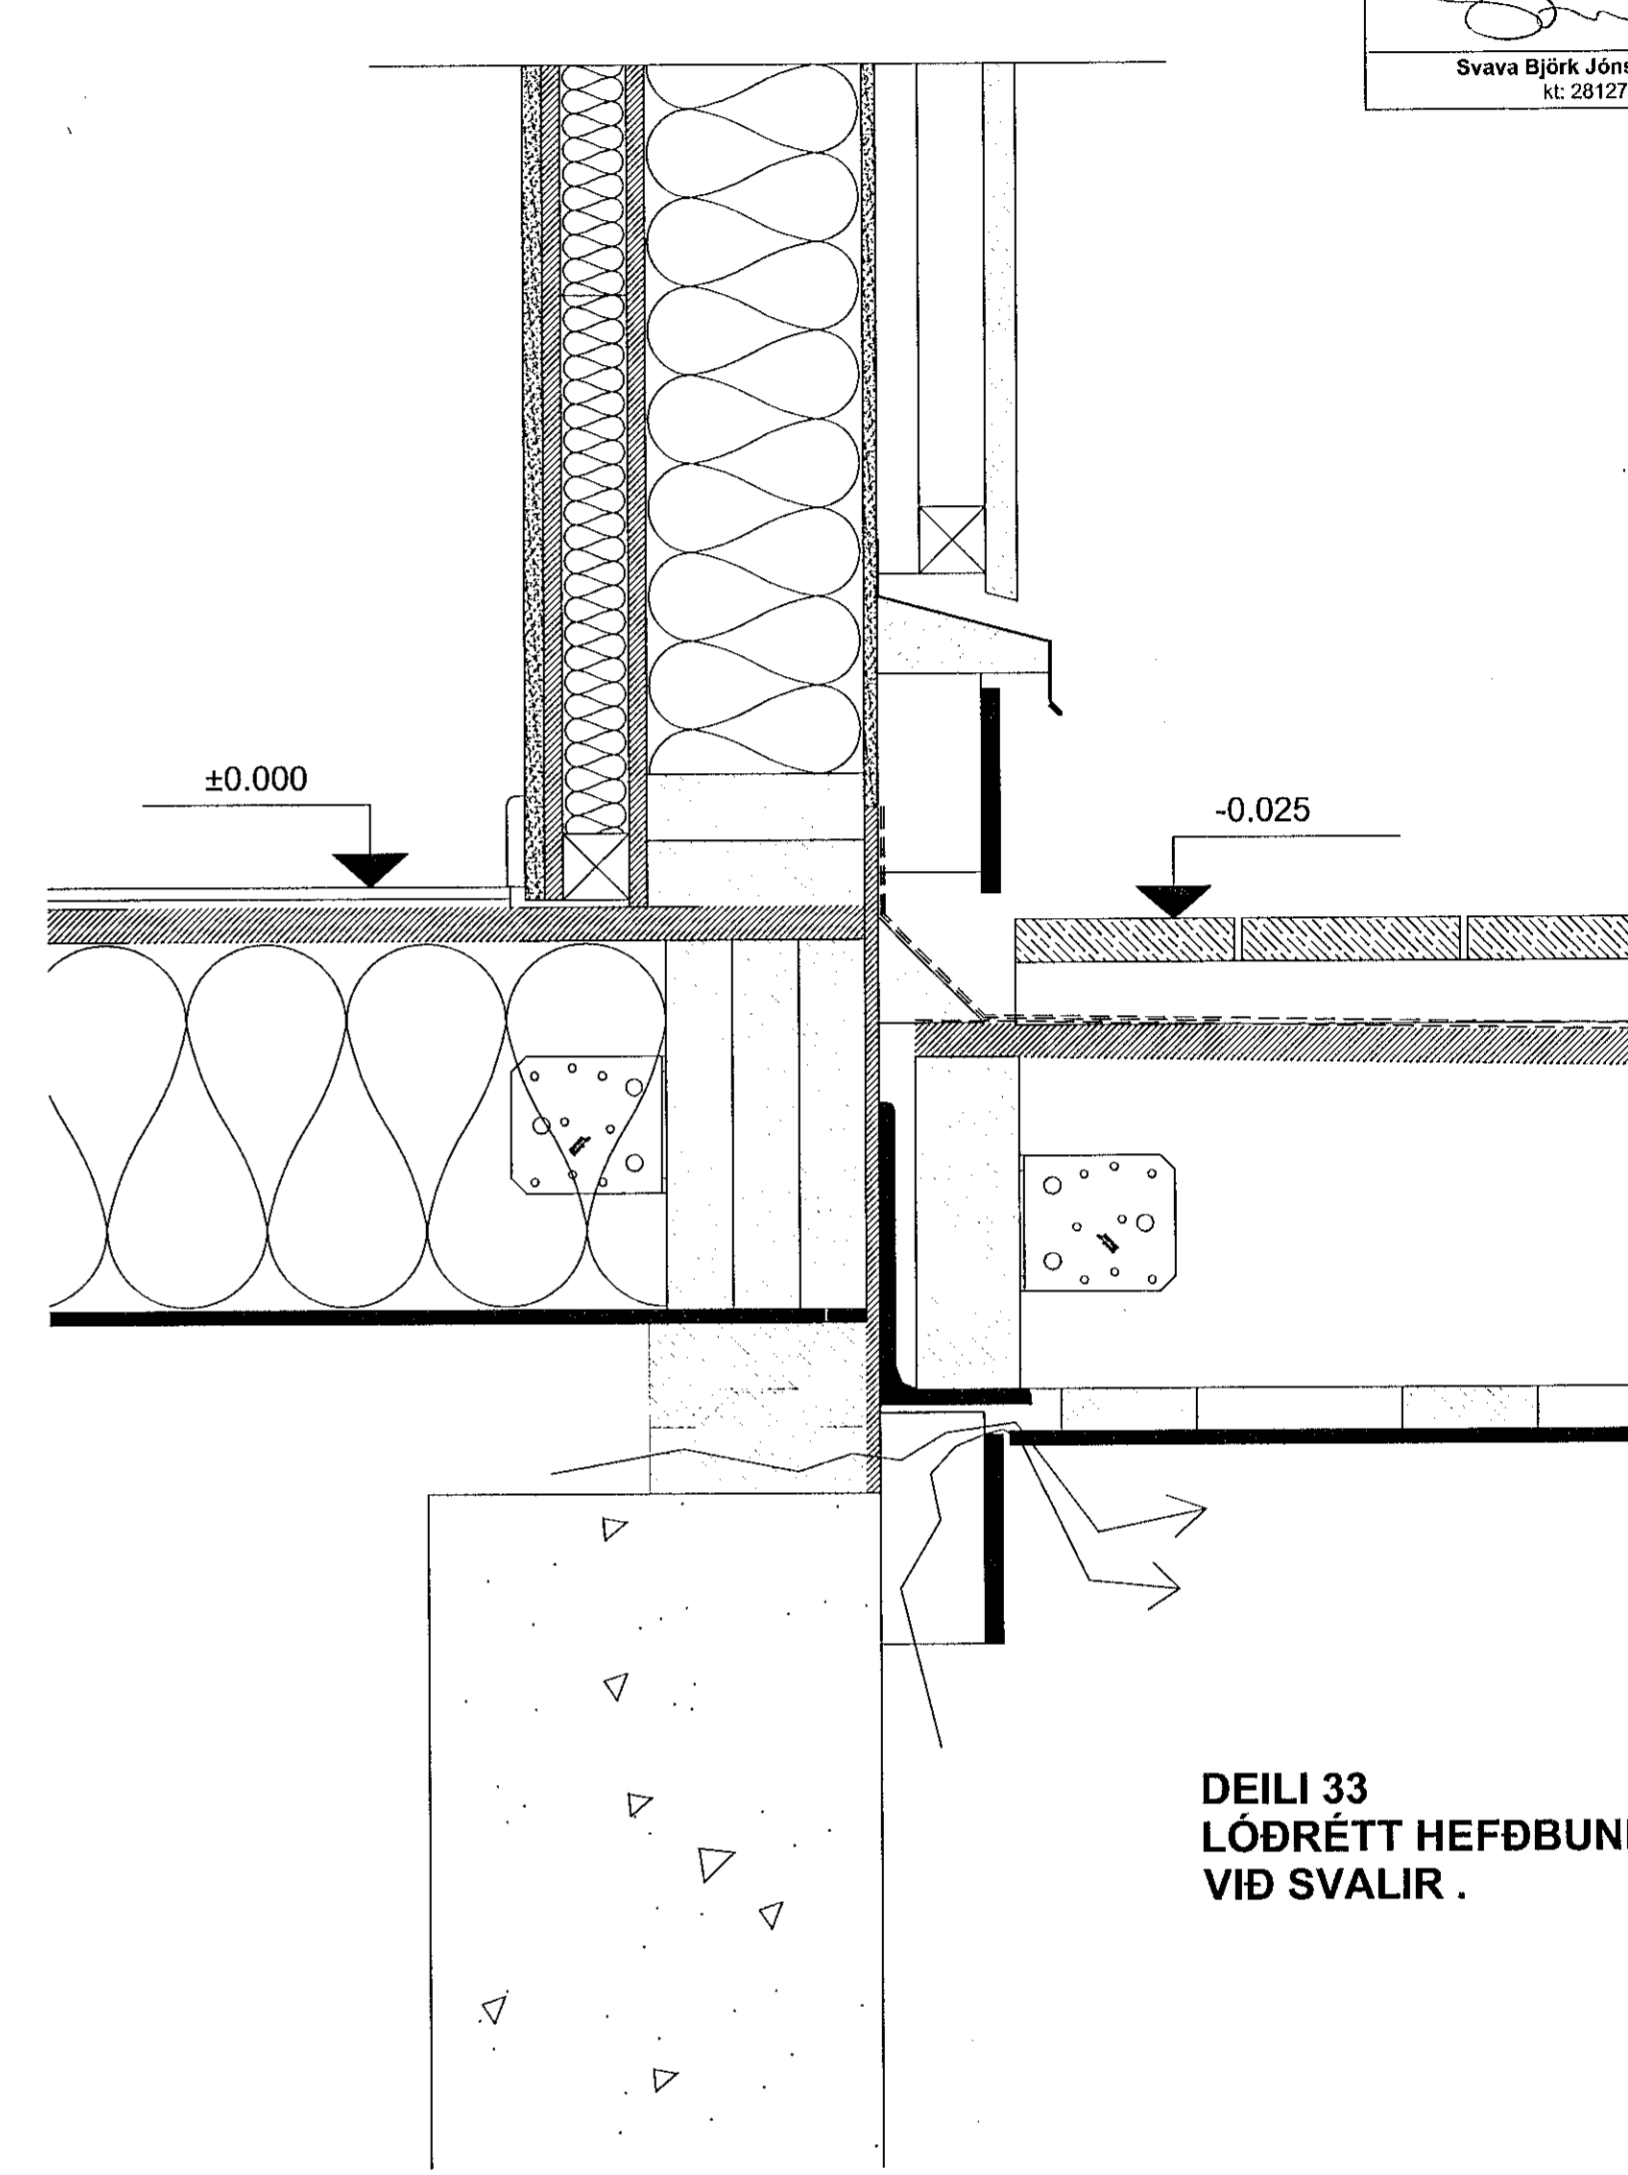 Svava Björk Jóns
kt: 28127
±0.000
-0.025
DEILI 33
LÓÐRÉTT HEFÐBUN
VIÐ SVALIR .